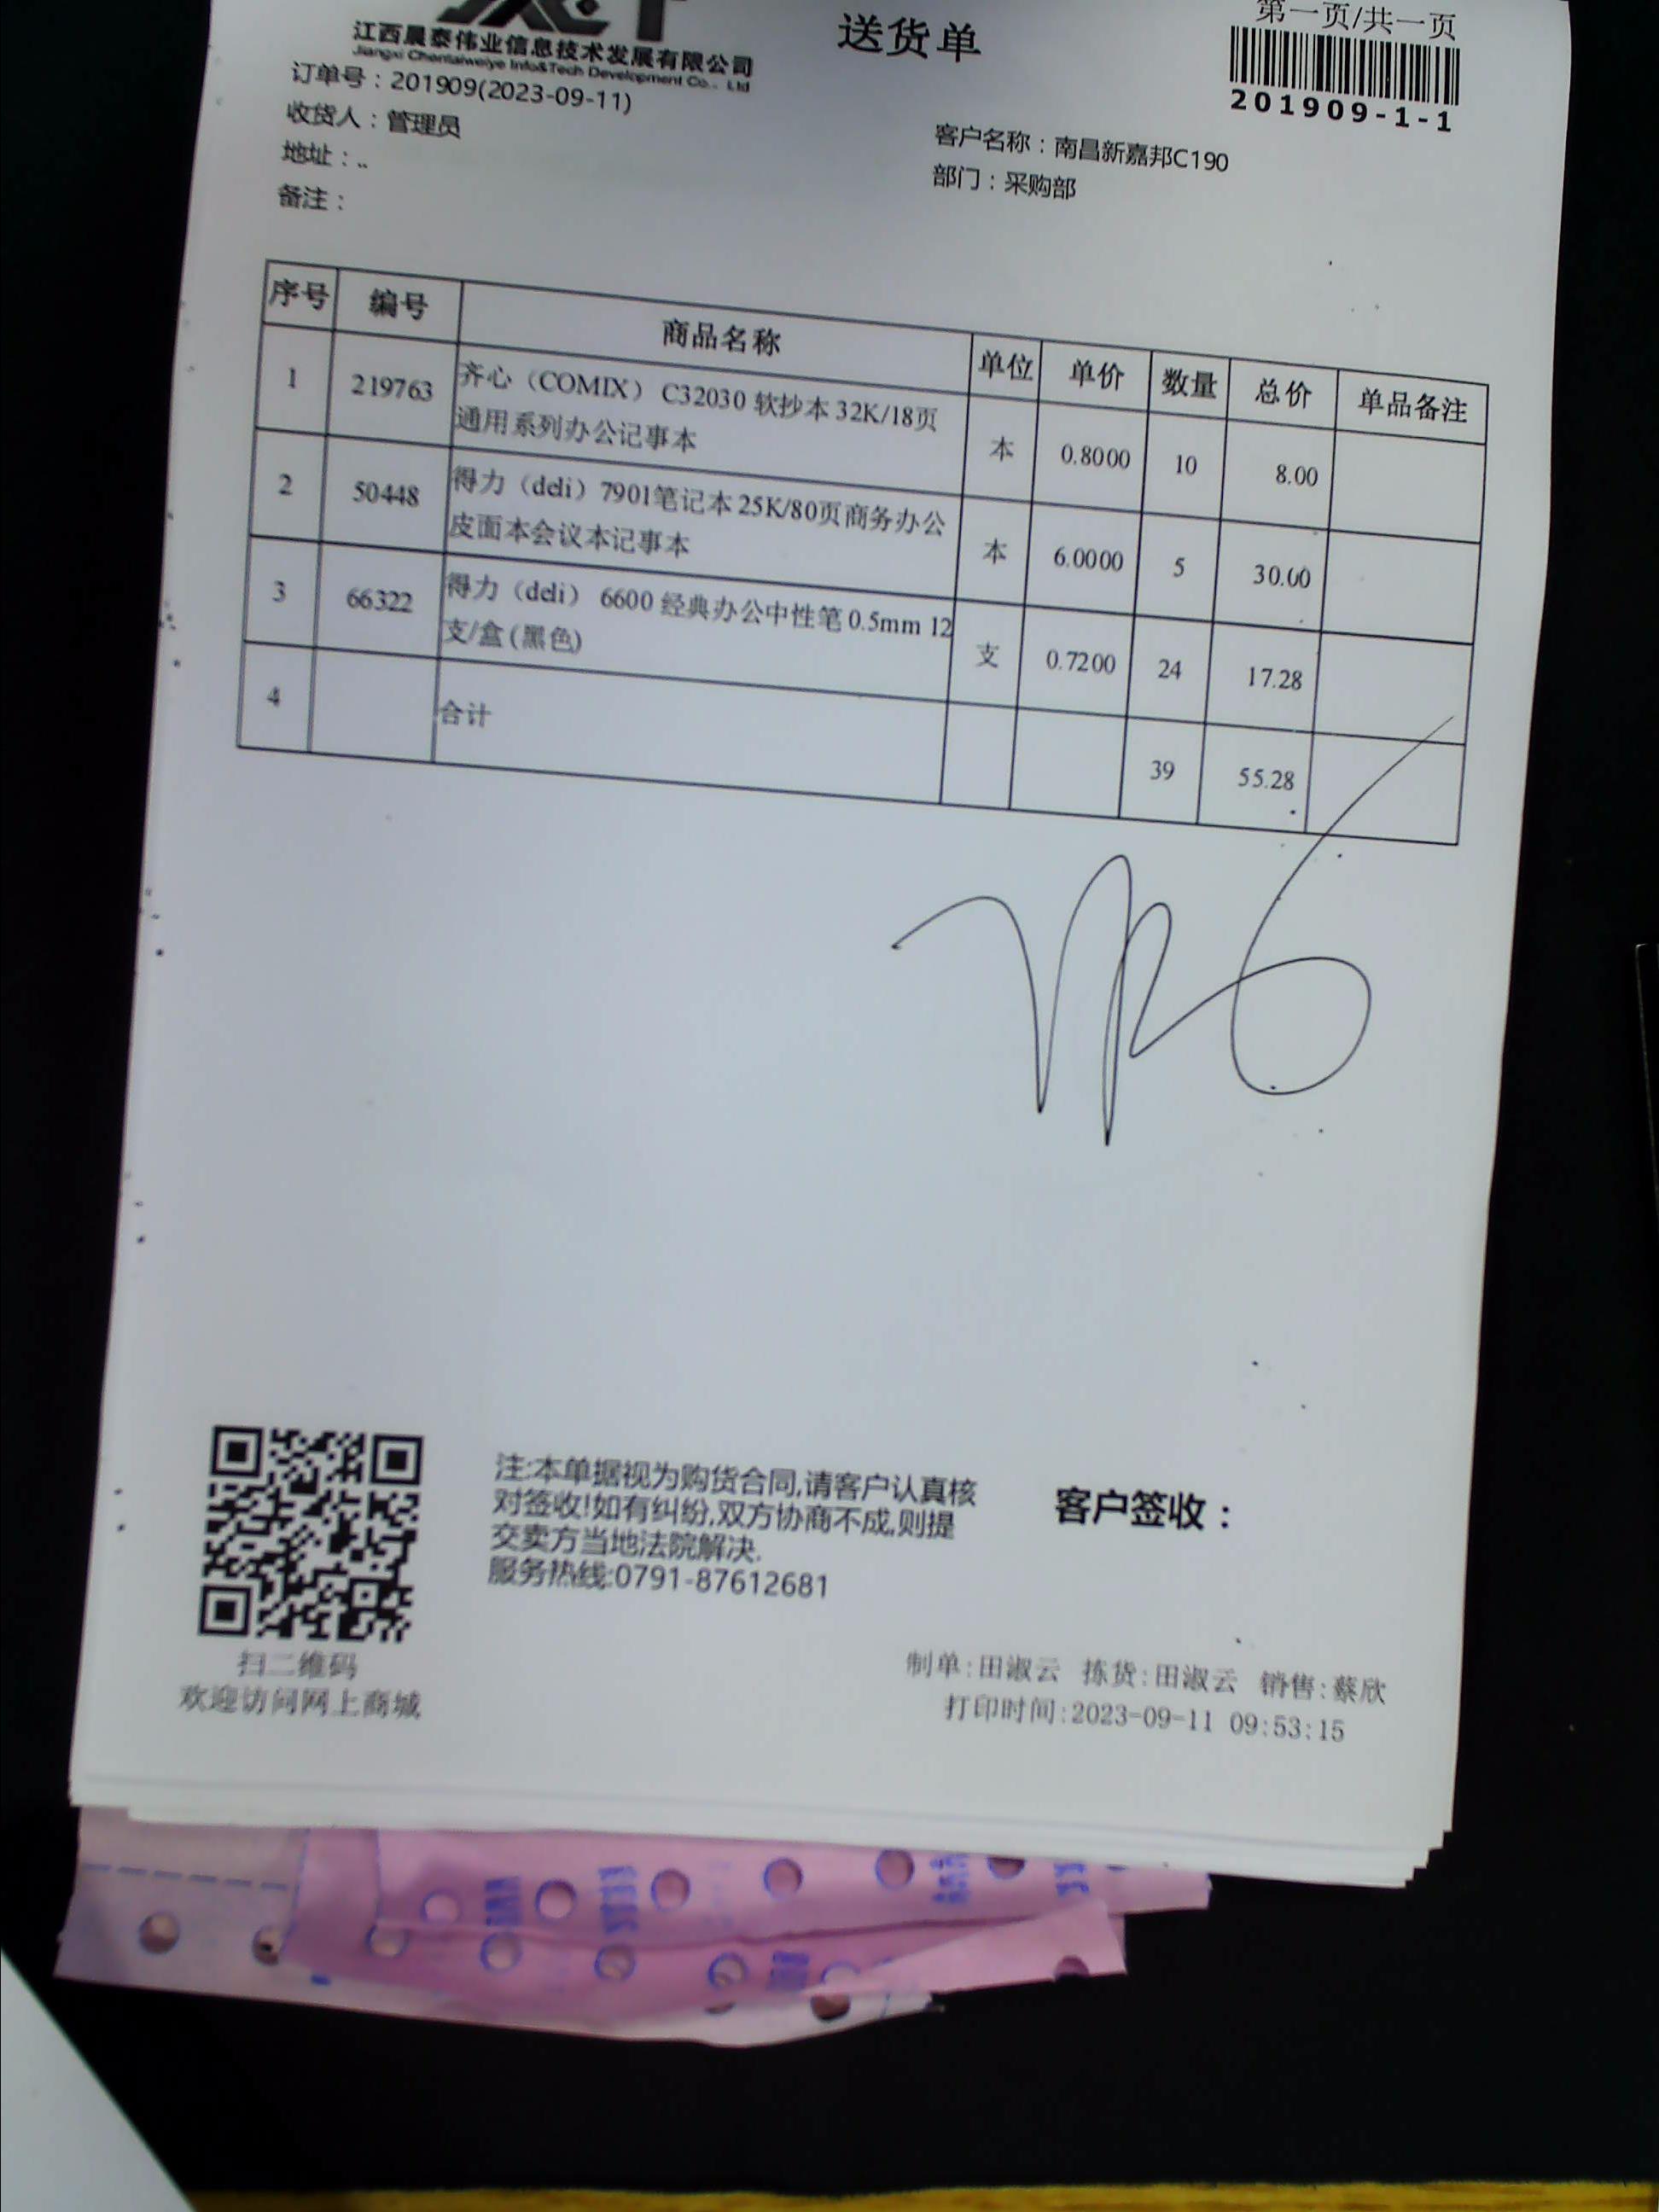 第一页/共一页
送货单
江西晨泰伟业信息技术发展有限公司
Jiangxi Chentaiweiye Info&Tech Development Co., Ltd
201909-1-1
订单号：201909(2023-09-11)
收货人：管理员
客户名称：南昌新嘉邦C190
地址：..
部门：采购部
备注：
序号 编号 商品名称 单位 单价 数量 总价 单品备注
1 219763 齐心（COMIX） C32030 软抄本 32K/18页
通用系列办公记事本 本 0.8000 10 8.00
2 50448 得力（deli）7901笔记本 25K/80页商务办公
皮面本会议本记事本 本 6.0000 5 30.00
3 66322 得力（deli） 6600 经典办公中性笔 0.5mm 12
支/盒(黑色) 支 0.7200 24 17.28
4 合计 39 55.28
注:本单据视为购货合同,请客户认真核
对签收!如有纠纷,双方协商不成,则提
交卖方当地法院解决.
服务热线:0791-87612681
客户签收：
扫二维码
欢迎访问网上商城
制单:田淑云 拣货:田淑云 销售:蔡欣
打印时间:2023-09-11 09:53:15